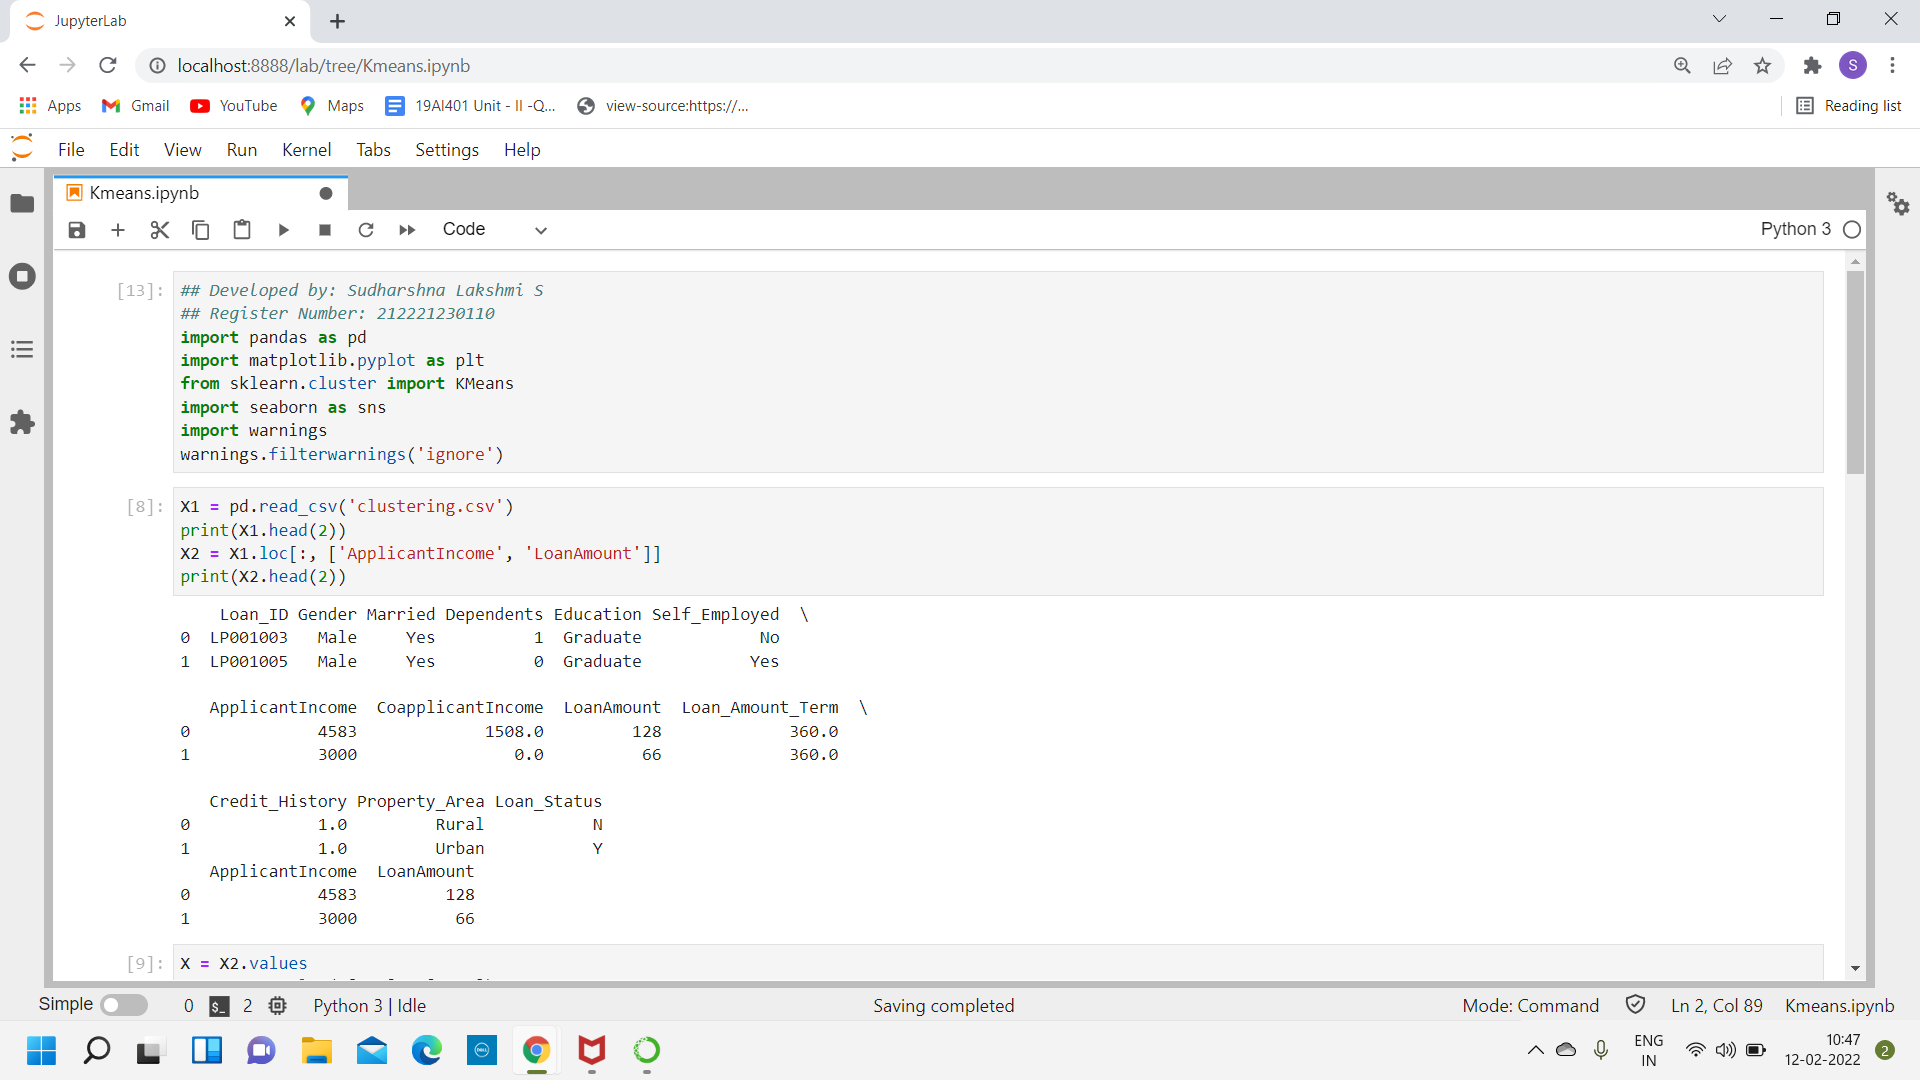 JupyterLab
localhost:8888/lab/tree/Kmeans.ipynb
S
Apps Gmail YouTube Maps 19AI401 Unit - II -Q... view-source:https://... Reading list
File Edit View Run Kernel Tabs Settings Help
Kmeans.ipynb
Code Python 3
[13]: ## Developed by: Sudharshna Lakshmi S
## Register Number: 212221230110
import pandas as pd
import matplotlib.pyplot as plt
from sklearn.cluster import KMeans
import seaborn as sns
import warnings
warnings.filterwarnings('ignore')
[8]: X1 = pd.read_csv('clustering.csv')
print(X1.head(2))
X2 = X1.loc[:, ['ApplicantIncome', 'LoanAmount']]
print(X2.head(2))
Loan_ID Gender Married Dependents Education Self_Employed \
0 LP001003 Male Yes 1 Graduate No
1 LP001005 Male Yes 0 Graduate Yes
ApplicantIncome CoapplicantIncome LoanAmount Loan_Amount_Term \
0 4583 1508.0 128 360.0
1 3000 0.0 66 360.0
Credit_History Property_Area Loan_Status
0 1.0 Rural N
1 1.0 Urban Y
ApplicantIncome LoanAmount
0 4583 128
1 3000 66
[9]: X = X2.values
Simple 0 $_ 2 Python 3 | Idle Saving completed Mode: Command Ln 2, Col 89 Kmeans.ipynb
DELL
ENG
IN
10:47
12-02-2022
2